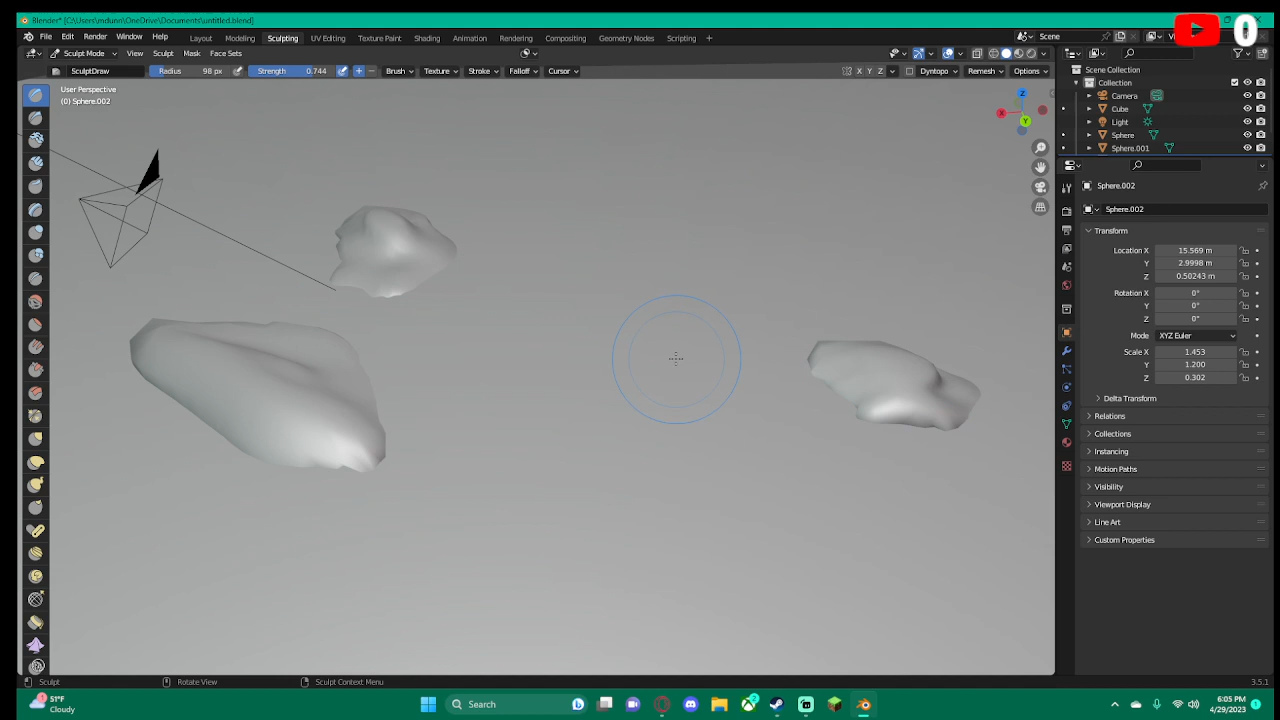 Blender* [C:\Users\mdunn\OneDrive\Documents\untitled.blend]
File Edit Render Window Help Layout Modeling Sculpting UV Editing Texture Paint Shading Animation Rendering Compositing Geometry Nodes Scripting + Scene
0
Sculpt Mode View Sculpt Mask Face Sets
SculptDraw Radius 98 px Strength 0.744 Brush Texture Stroke Falloff Cursor X Y Z Dyntopo Remesh Options
User Perspective
(0) Sphere.002
Z
X
Y
Scene Collection
Collection
Camera
Cube
Light
Sphere
Sphere.001
Sphere.002
Sphere.002
Transform
Location X 15.569 m
Y 2.9998 m
Z 0.50243 m
Rotation X 0°
Y 0°
Z 0°
Mode XYZ Euler
Scale X 1.453
Y 1.200
Z 0.302
Delta Transform
Relations
Collections
Instancing
Motion Paths
Visibility
Viewport Display
Line Art
Custom Properties
Sculpt Rotate View Sculpt Context Menu 3.5.1
51°F
Cloudy
Search
6:05 PM
4/29/2023